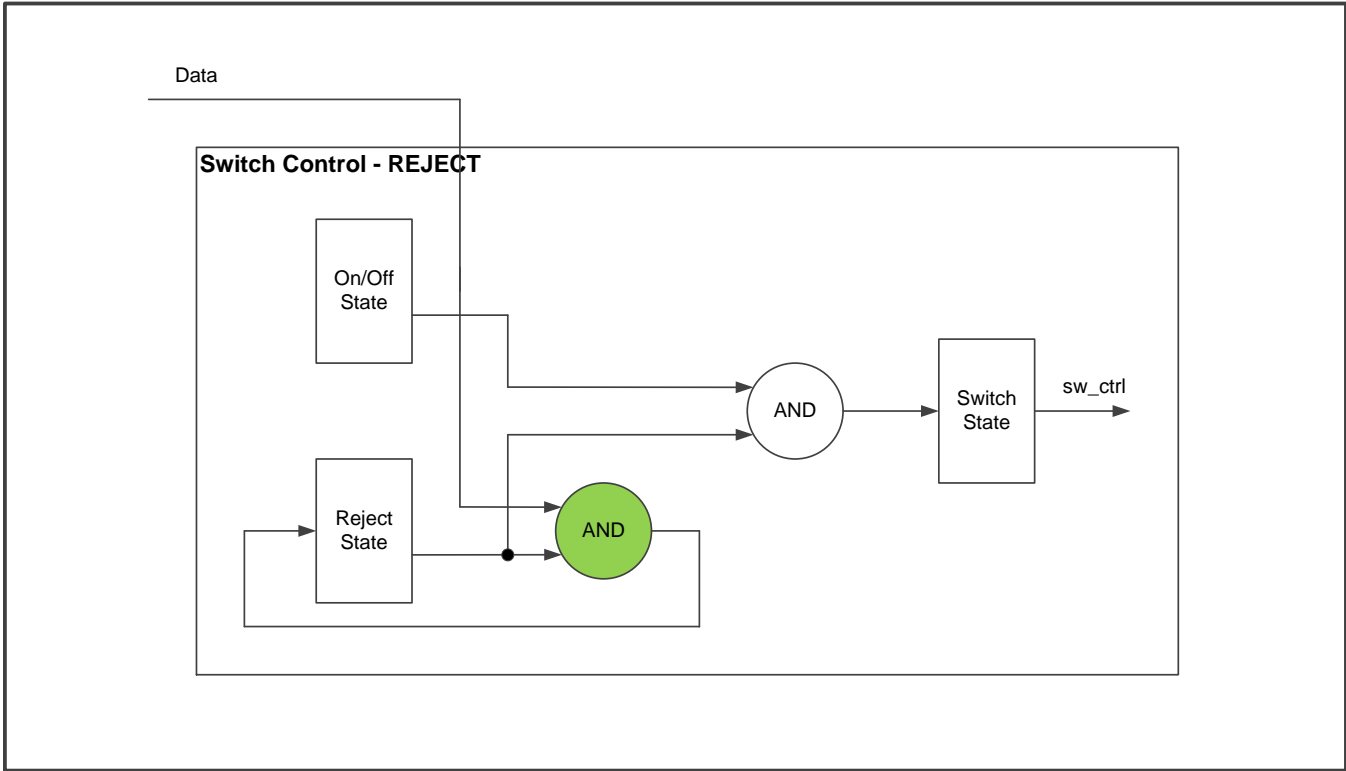 Data
Switch Control - REJECT
On/Off
State
AND
Switch
State
sw_ctrl
Reject
State
AND